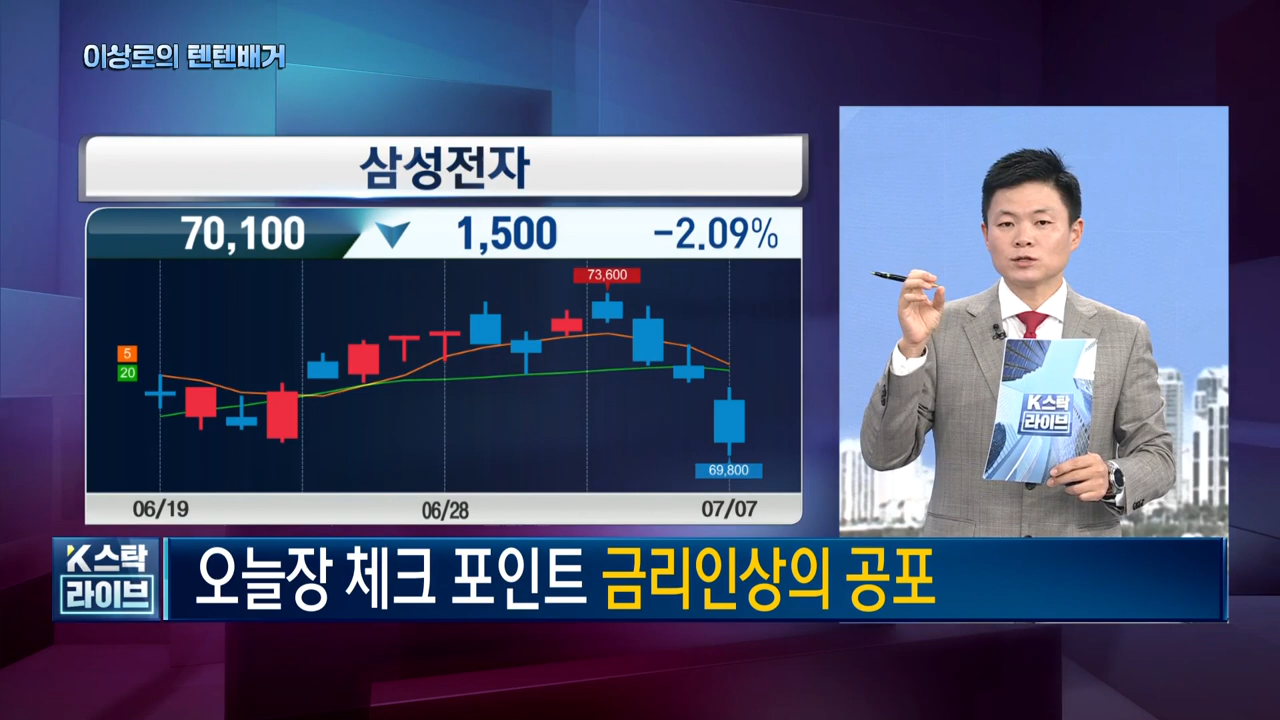 이상로의 텐텐배거
삼성전자
70,100 ▼ 1,500 -2.09%
73,600
5
20
69,800
06/19 06/28 07/07
K스탁
라이브
K스탁
라이브
오늘장 체크 포인트 금리인상의 공포